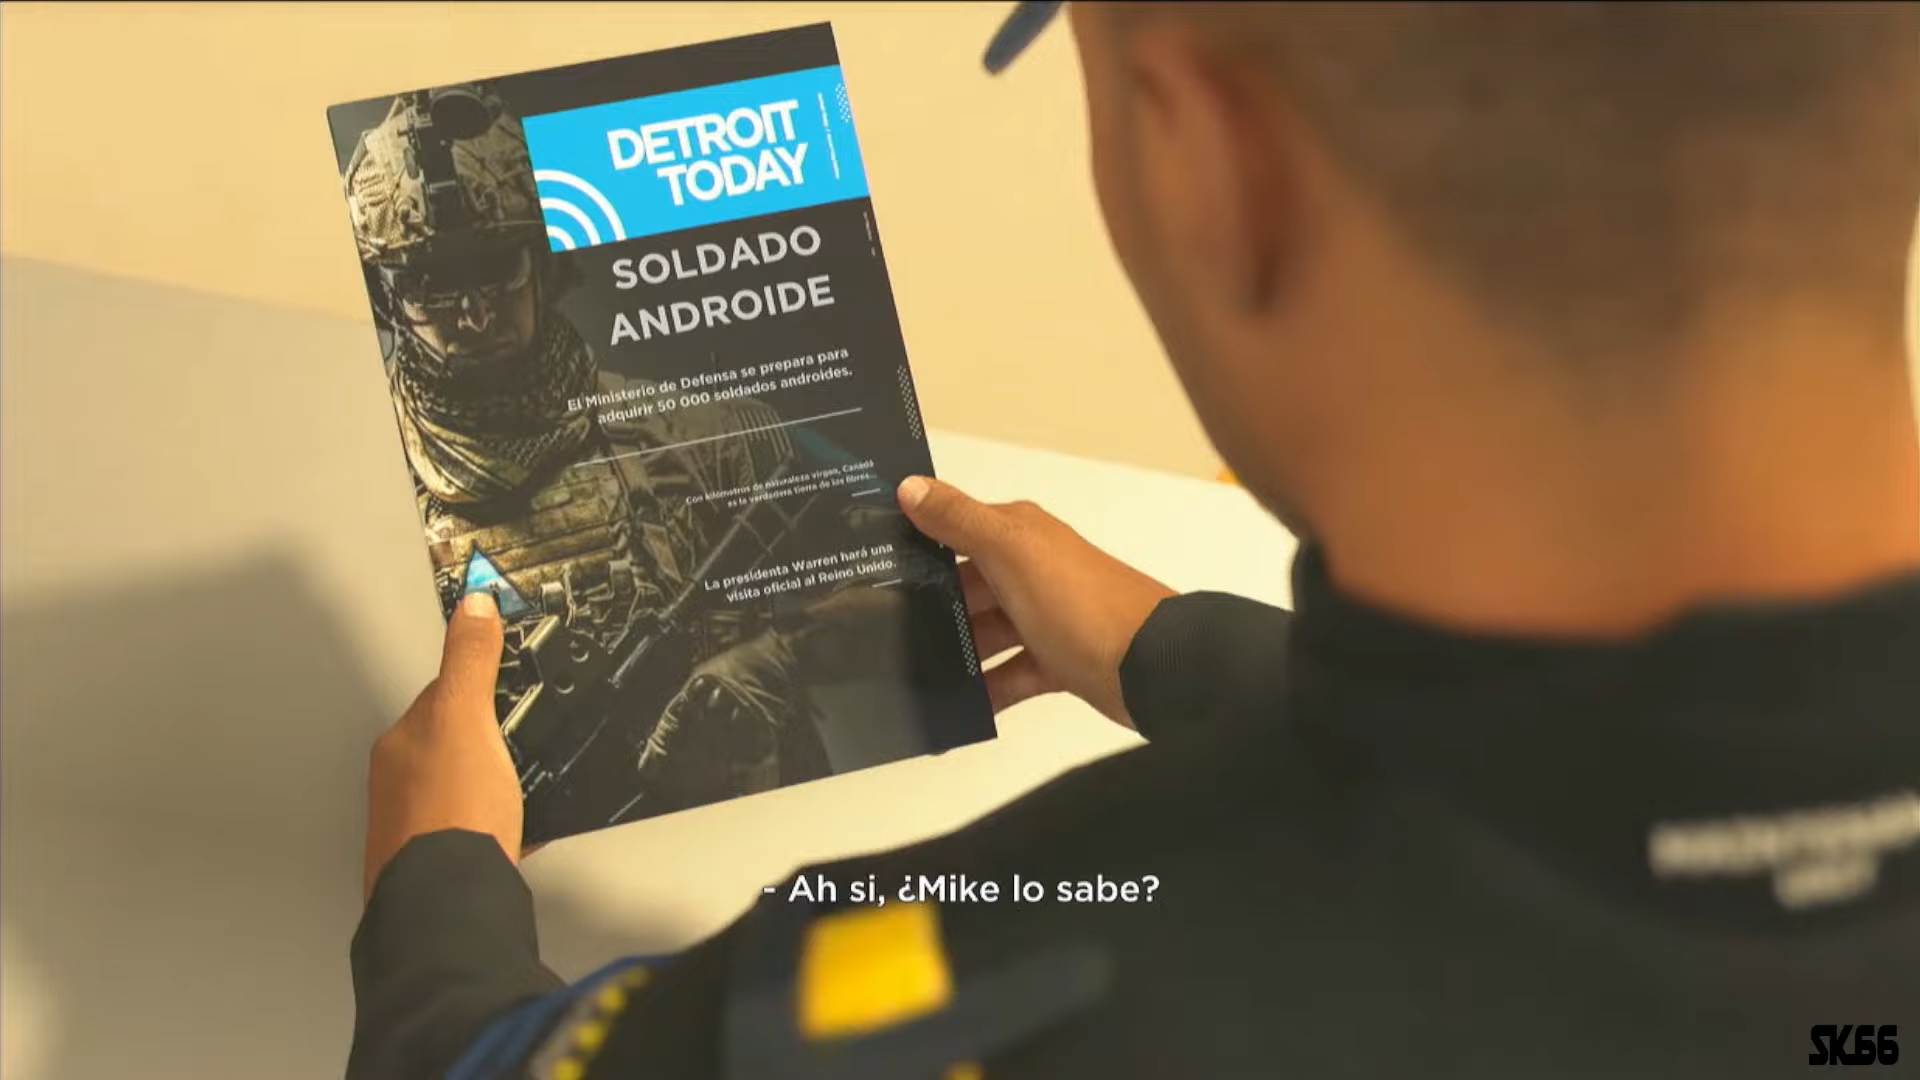 DETROIT
TODAY
SOLDADO
ANDROIDE
El Ministerio de Defensa se prepara para
adquirir 50 000 soldados androides.
Con kilómetros de naturaleza virgen, Canadá
es la verdadera tierra de los libres.
La presidenta Warren hará una
visita oficial al Reino Unido.
- Ah si, ¿Mike lo sabe?
SK66